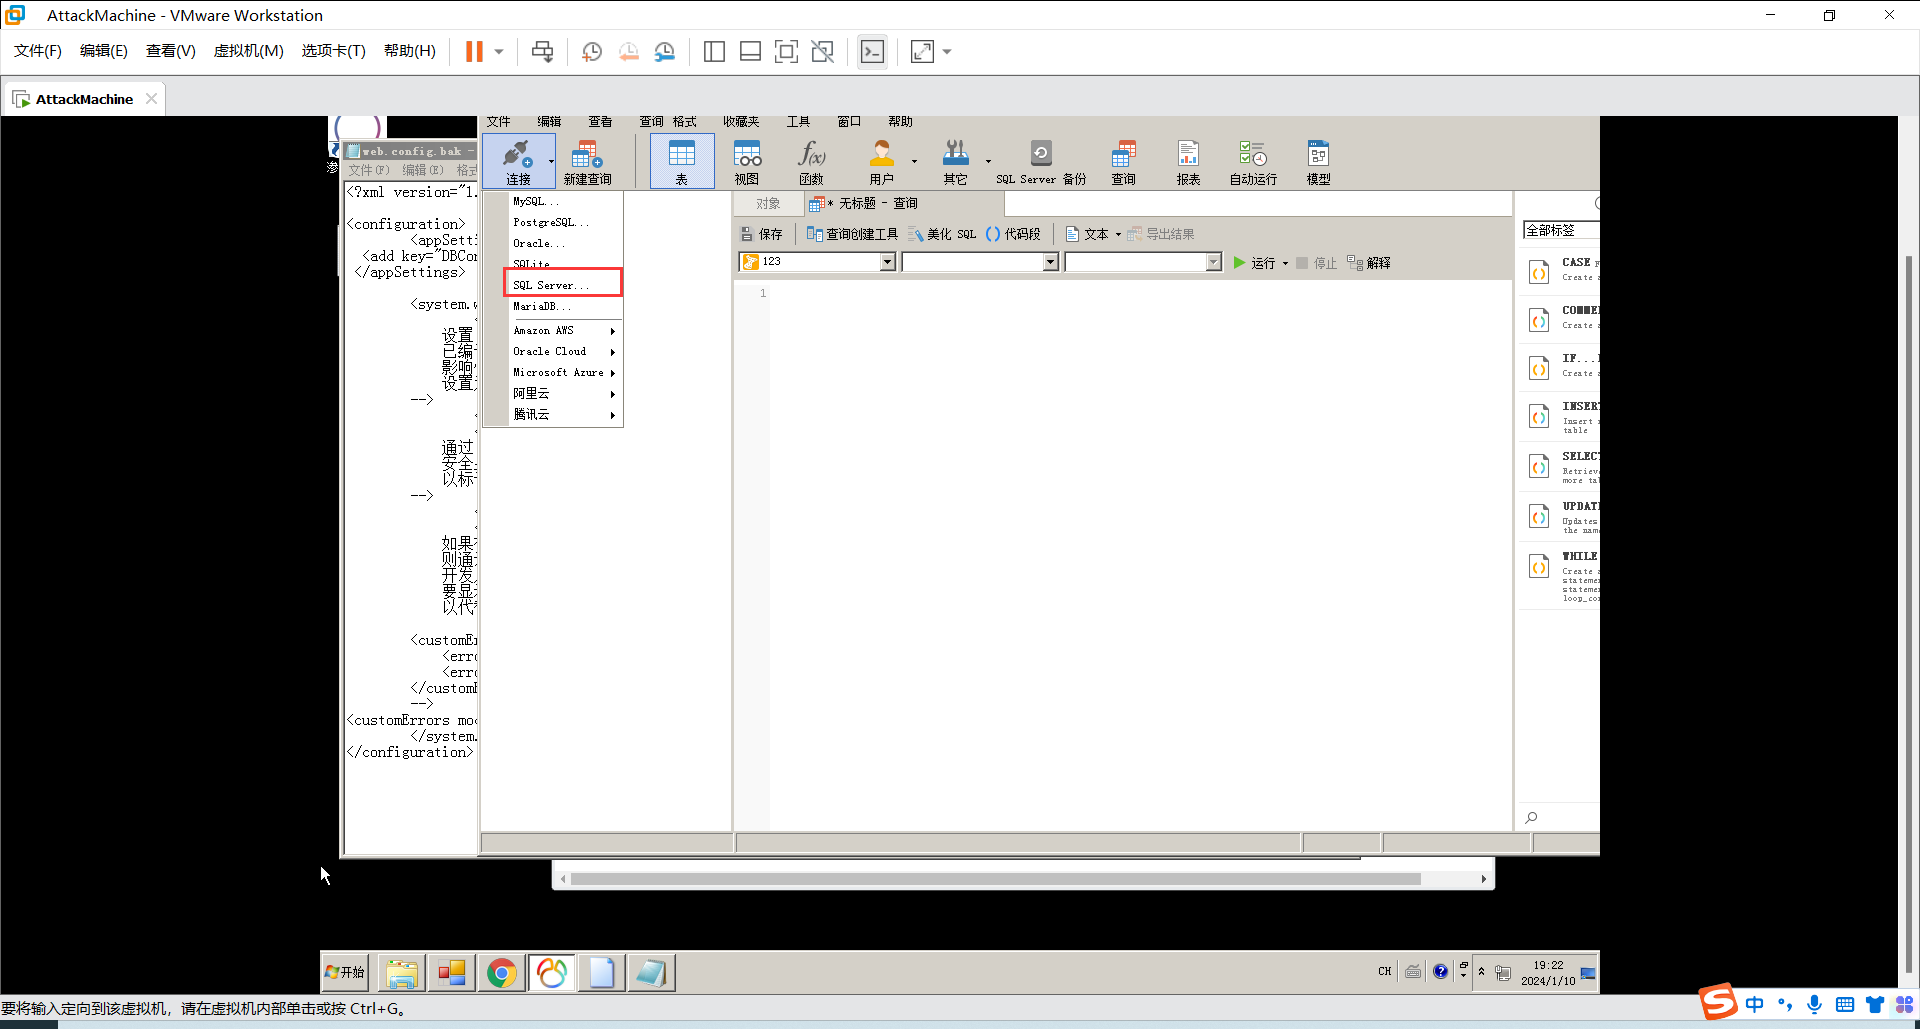 AttackMachine - VMware Workstation
文件(F) 编辑(E) 查看(V) 虚拟机(M) 选项卡(T) 帮助(H)
AttackMachine
文件 编辑 查看 查询 格式 收藏夹 工具 窗口 帮助
连接 新建查询 表 视图 f(x) 函数 用户 其它 SQL Server 备份 查询 报表 自动运行 模型
渗
web.config.bak -
文件(F) 编辑(E) 格式
<?xml version="1.
<configuration>
<appSetti
<add key="DBCon
</appSettings>
<system.w
设置
已编
影响
设置
-->
<
<
通过
安全
以标
-->
<
<
如果
则通
开发
要显
以代
<customEr
<erro
<erro
</customE
-->
<customErrors mo
</system.
</configuration>
MySQL...
PostgreSQL...
Oracle...
SQLite
SQL Server...
MariaDB...
Amazon AWS
Oracle Cloud
Microsoft Azure
阿里云
腾讯云
对象 * 无标题 - 查询
保存 查询创建工具 美化 SQL 代码段 文本 导出结果
123 运行 停止 解释
1
全部标签
CASE
Create a
COMME
Create a
IF...
Create a
INSERT
Insert
table
SELECT
Retrieve
more ta
UPDATE
Updates
the nam
WHILE
Create a
stateme
stateme
loop_co
开始
CH
19:22
2024/1/10
要将输入定向到该虚拟机，请在虚拟机内部单击或按 Ctrl+G。
中